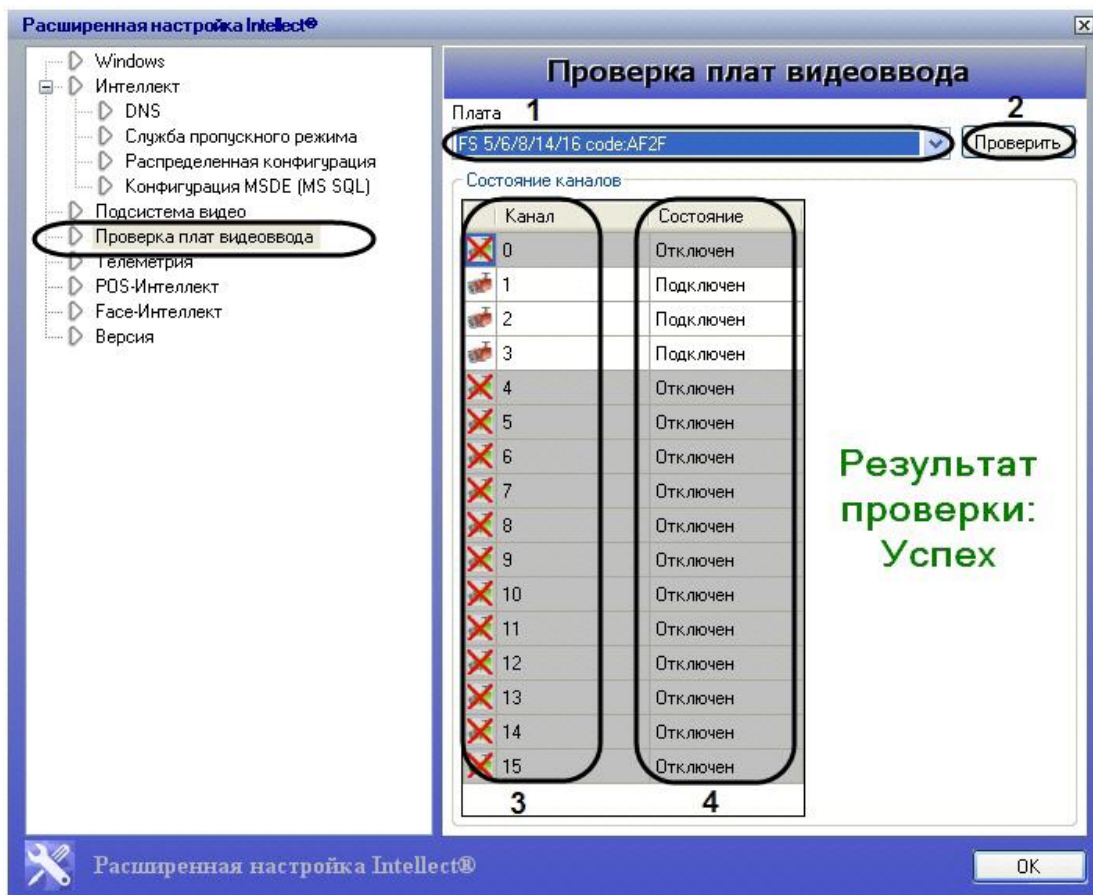 Расширенная настройка Intellect®
Windows
Интеллект
DNS
Служба пропускного режима
Распределенная конфигурация
Конфигурация MSDE (MS SQL)
Подсистема видео
Проверка плат видеоввода
Телеметрия
POS-Интеллект
Face-Интеллект
Версия
Проверка плат видеоввода
Плата 1 2
FS 5/6/8/14/16 code:AF2F Проверить
Состояние каналов
Канал Состояние
0 Отключен
1 Подключен
2 Подключен
3 Подключен
4 Отключен
5 Отключен
6 Отключен
7 Отключен
8 Отключен
9 Отключен
10 Отключен
11 Отключен
12 Отключен
13 Отключен
14 Отключен
15 Отключен
3 4
Результат
проверки:
Успех
Расширенная настройка Intellect®
OK